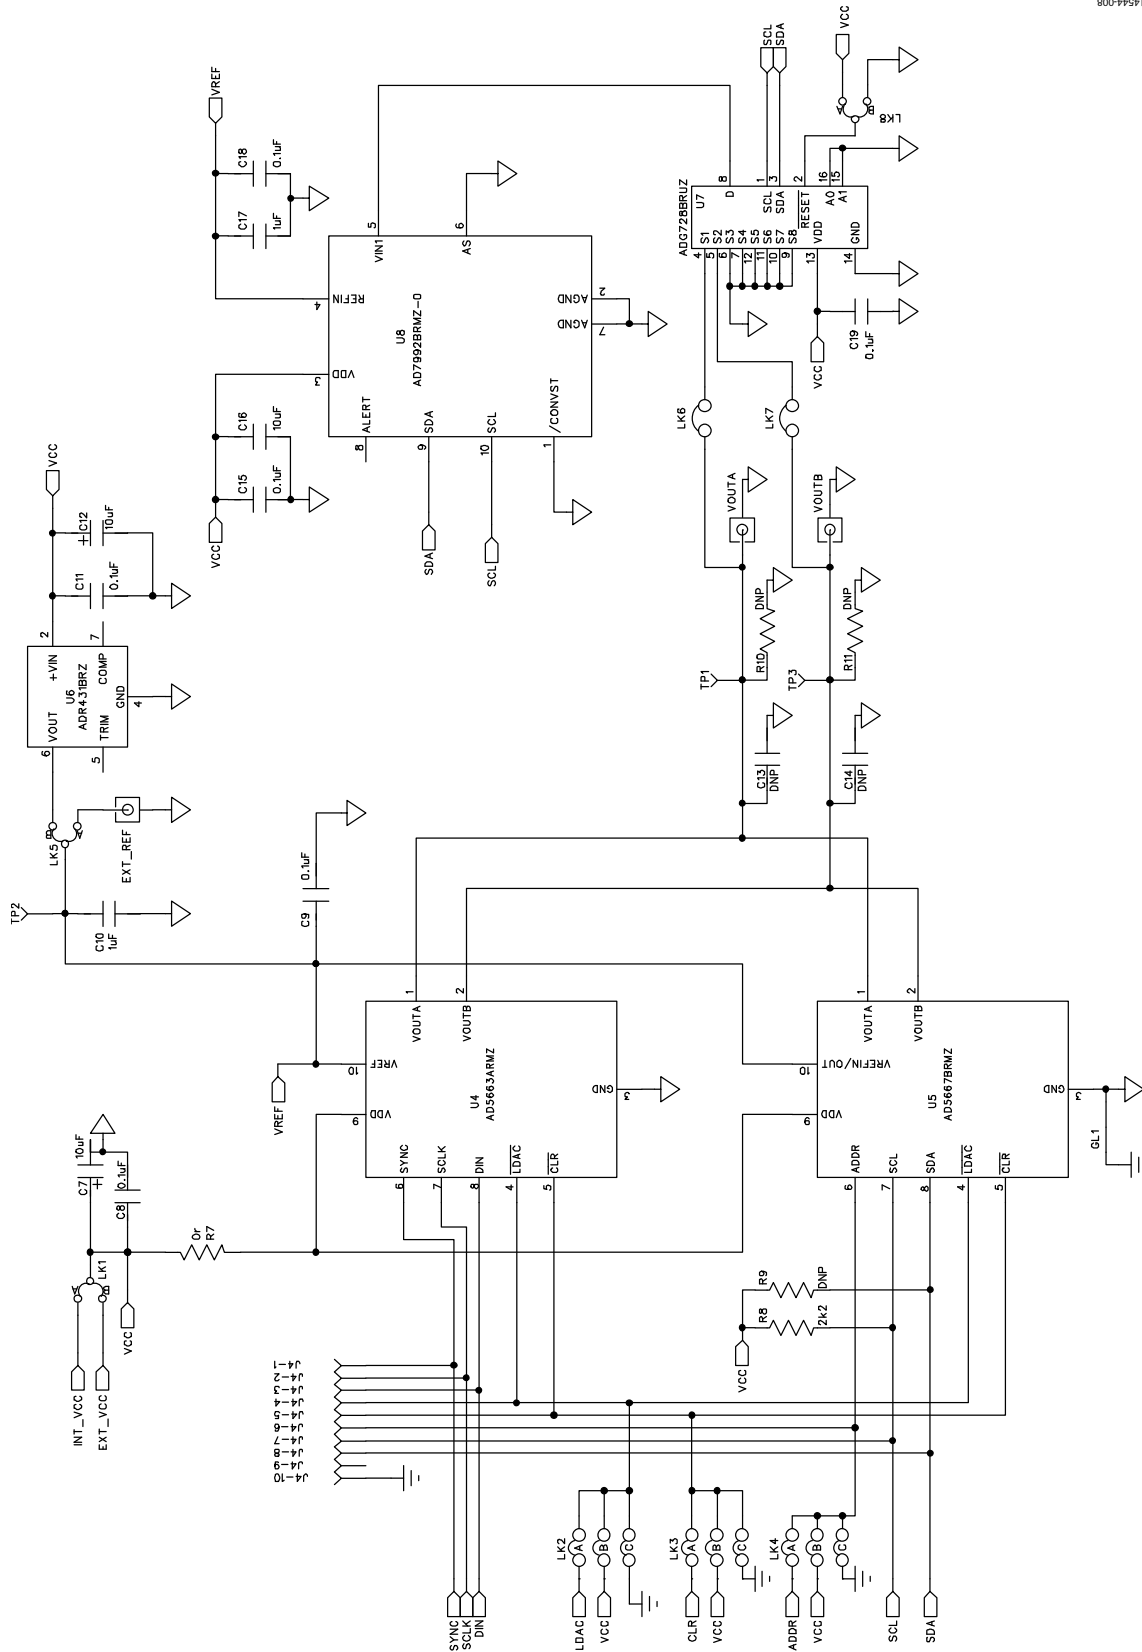 14544-008
VCC
C12
10uF
C11
0.1uF
2
7
+VIN
COMP
U6
ADR431BRZ
VOUT
TRIM
GND
4
6
5
B
A
LK5
EXT_REF
TP2
C10
1uF
VREF
C18
0.1uF
C17
1uF
VCC
C16
10uF
C15
0.1uF
4
REFIN
3
VDD
5
VIN1
6
AS
U8
AD7992BRMZ-0
AGND
2
AGND
7
ALERT
8
SDA
9
SCL
10
/CONVST
1
SDA
SCL
SCL
SDA
VCC
A
B
LK8
8
D
1
SCL
3
SDA
2
RESET
16
A0
15
A1
U7
ADG728BRUZ
S1
4
S2
5
S3
6
S4
7
S5
12
S6
11
S7
10
S8
9
VDD
13
GND
14
VCC
C19
0.1uF
LK6
LK7
VOUTA
VOUTB
R10
DNP
R11
DNP
TP1
TP3
C13
DNP
C14
DNP
C9
0.1uF
VREF
10
VREF
9
VDD
1
VOUTA
2
VOUTB
U4
AD5663ARMZ
GND
3
SYNC
6
SCLK
7
DIN
8
LDAC
4
CLR
5
10
VREFIN/OUT
9
VDD
1
VOUTA
2
VOUTB
U5
AD5667BRMZ
GND
3
GL1
ADDR
6
SCL
7
SDA
8
LDAC
4
CLR
5
C7
10uF
+
C8
0.1uF
0r
R7
A
B
LK1
INT_VCC
EXT_VCC
VCC
R9
DNP
R8
2k2
VCC
J4-1
J4-2
J4-3
J4-4
J4-5
J4-6
J4-7
J4-8
J4-9
J4-10
SYNC
SCLK
DIN
LK2
A
B
C
LDAC
VCC
LK3
A
B
C
CLR
VCC
LK4
A
B
C
ADDR
VCC
SCL
SDA